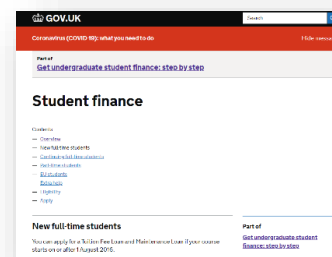 GOV.UK
Search
Coronavirus (COVID 19): what you need to do
Hide message
Part of
Get undergraduate student finance: step by step
Student finance
Contents
— Overview
— New full-time students
— Continuing full-time students
— Part-time students
— EU students
Extra help
— Eligibility
— Apply
New full-time students
You can apply for a Tuition Fee Loan and Maintenance Loan if your course
starts on or after 1 August 2016.
Part of
Get undergraduate student
finance: step by step